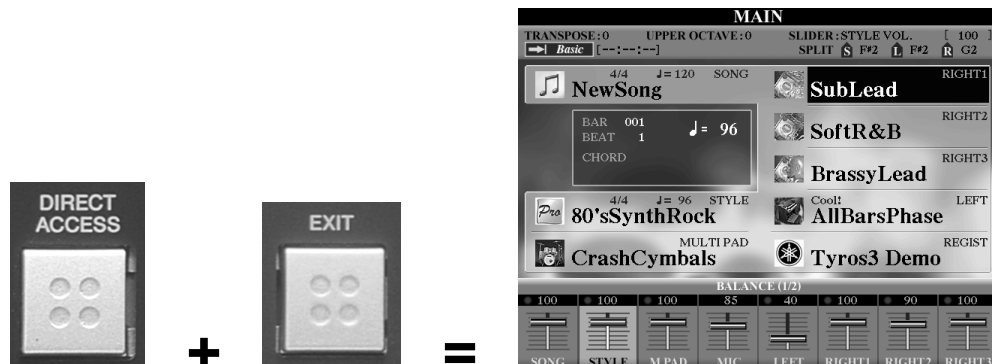 DIRECT
ACCESS
+
EXIT
=
MAIN
TRANSPOSE:0 UPPER OCTAVE:0 SLIDER:STYLE VOL. [ 100 ]
Basic [--:--:--] SPLIT S F#2 L F#2 R G2
4/4 ♩=120 SONG
NewSong
BAR 001
BEAT 1
♩= 96
CHORD
4/4 ♩= 96 STYLE
Pro 80'sSynthRock
MULTI PAD
CrashCymbals
RIGHT1
SubLead
RIGHT2
SoftR&B
RIGHT3
BrassyLead
Cool! LEFT
AllBarsPhase
REGIST
Tyros3 Demo
BALANCE (1/2)
100 100 100 85 40 100 90 100
SONG STYLE M.PAD MIC LEFT RIGHT1 RIGHT2 RIGHT3